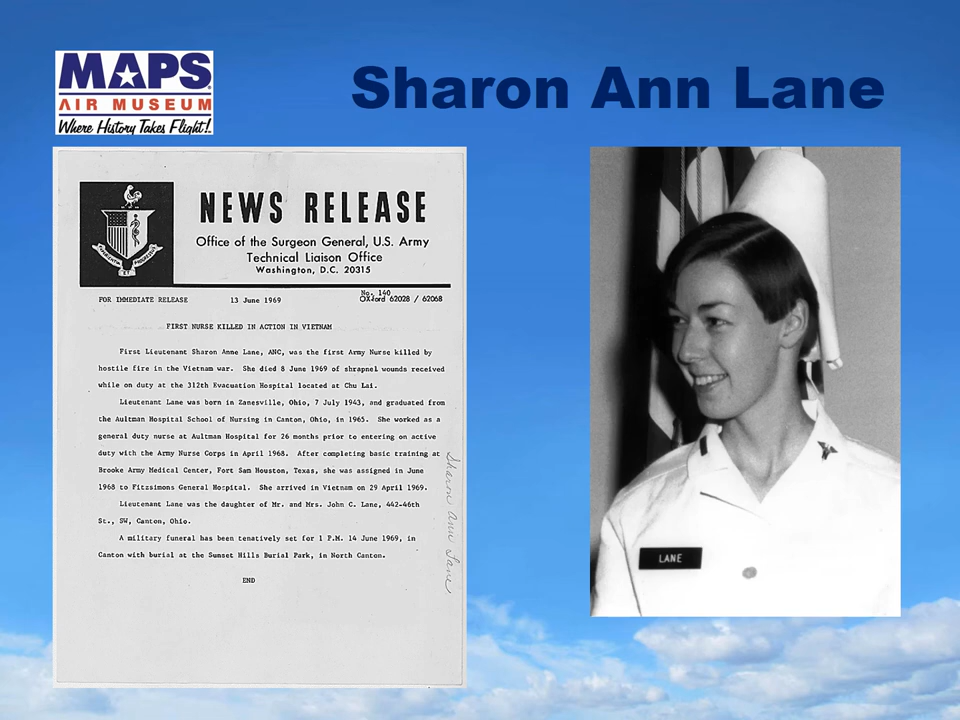 MAPS
AIR MUSEUM
Where History Takes Flight!
Sharon Ann Lane
NEWS RELEASE
Office of the Surgeon General, U.S. Army
Technical Liaison Office
Washington, D.C. 20315
FOR IMMEDIATE RELEASE 13 June 1969 No. 140
OXford 62028 / 62068
FIRST NURSE KILLED IN ACTION IN VIETNAM
First Lieutenant Sharon Anne Lane, ANC, was the first Army Nurse killed by
hostile fire in the Vietnam war. She died 8 June 1969 of shrapnel wounds received
while on duty at the 312th Evacuation Hospital located at Chu Lai.
Lieutenant Lane was born in Zanesville, Ohio, 7 July 1943, and graduated from
the Aultman Hospital School of Nursing in Canton, Ohio, in 1965. She worked as a
general duty nurse at Aultman Hospital for 26 months prior to entering on active
duty with the Army Nurse Corps in April 1968. After completing basic training at
Brooke Army Medical Center, Fort Sam Houston, Texas, she was assigned in June
1968 to Fitzsimons General Hospital. She arrived in Vietnam on 29 April 1969.
Lieutenant Lane was the daughter of Mr. and Mrs. John C. Lane, 442-46th
St., SW, Canton, Ohio.
A military funeral has been tenatively set for 1 P.M. 14 June 1969, in
Canton with burial at the Sunset Hills Burial Park, in North Canton.
END
Sharon Ann Lane
LANE